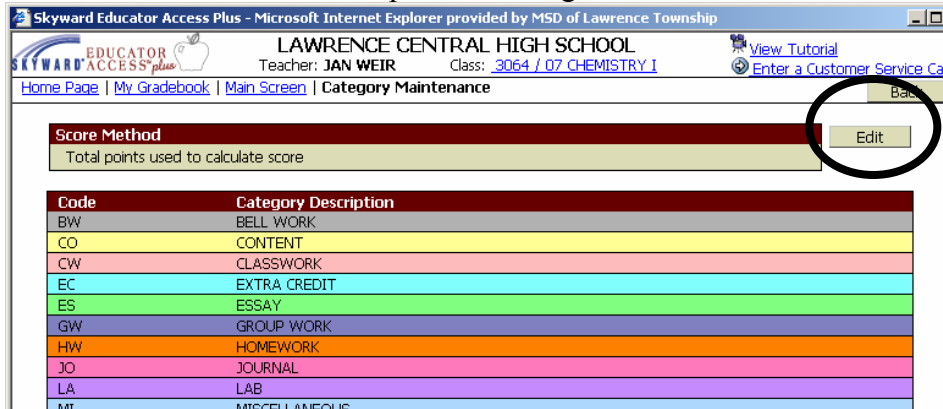 Skyward Educator Access Plus - Microsoft Internet Explorer provided by MSD of Lawrence Township
EDUCATOR
SKYWARD ACCESS plus
LAWRENCE CENTRAL HIGH SCHOOL
Teacher: JAN WEIR Class: 3064 / 07 CHEMISTRY I
View Tutorial
Enter a Customer Service Ca
Home Page | My Gradebook | Main Screen | Category Maintenance
Back
Score Method
Edit
Total points used to calculate score
Code Category Description
BW BELL WORK
CO CONTENT
CW CLASSWORK
EC EXTRA CREDIT
ES ESSAY
GW GROUP WORK
HW HOMEWORK
JO JOURNAL
LA LAB
MI MISCELLANEOUS